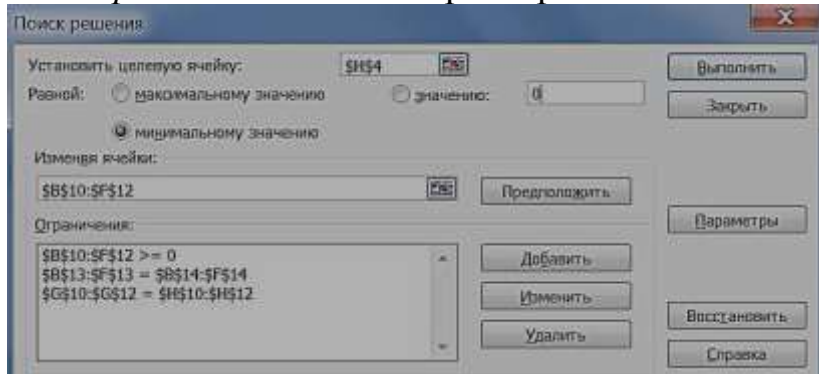 Поиск решения
Установить целевую ячейку: $H$4
Выполнить
Равной: максимальному значению значению: 0
Закрыть
минимальному значению
Изменяя ячейки:
$B$10:$F$12
Предположить
Параметры
Ограничения:
$B$10:$F$12 >= 0
$B$13:$F$13 = $B$14:$F$14
$G$10:$G$12 = $H$10:$H$12
Добавить
Изменить
Удалить
Восстановить
Справка